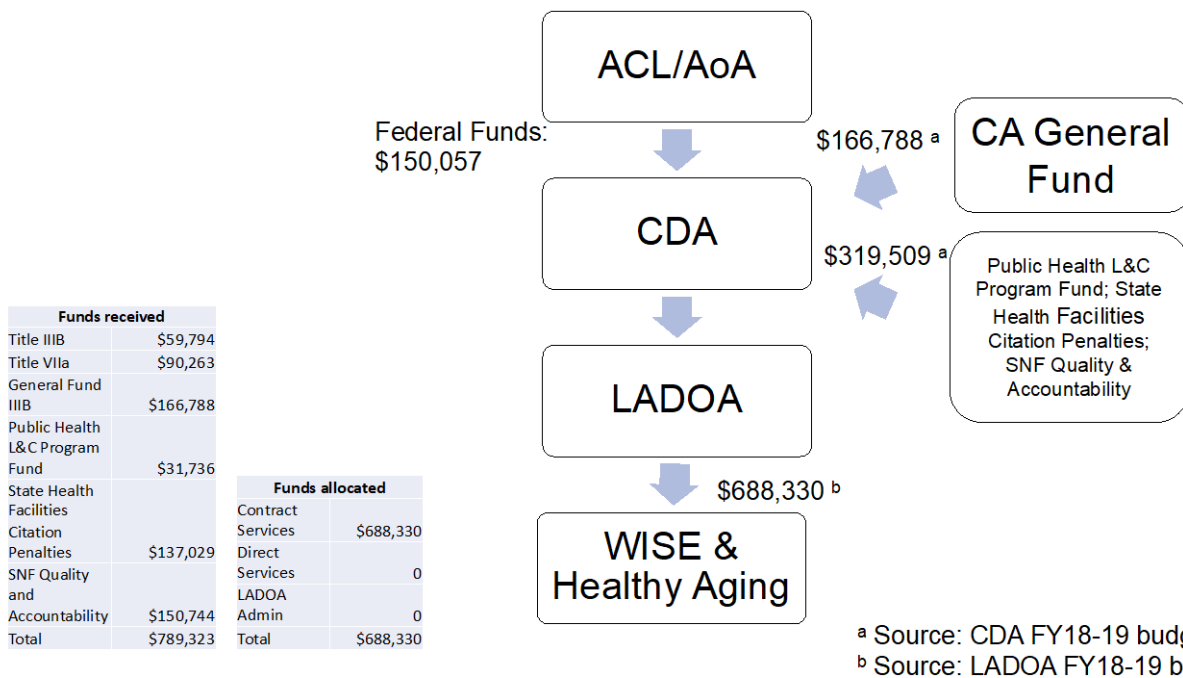 ACL/AoA
Federal Funds:
$150,057
$166,788 a
CA General
Fund
CDA
$319,509 a
Public Health L&C
Program Fund; State
Health Facilities
Citation Penalties;
SNF Quality &
Accountability
LADOA
$688,330 b
WISE &
Healthy Aging
Funds received
Title IIIB $59,794
Title VIIa $90,263
General Fund
IIIB $166,788
Public Health
L&C Program
Fund $31,736
State Health
Facilities
Citation
Penalties $137,029
SNF Quality
and
Accountability $150,744
Total $789,323
Funds allocated
Contract
Services $688,330
Direct
Services 0
LADOA
Admin 0
Total $688,330
a Source: CDA FY18-19
b Source: LADOA FY18-19